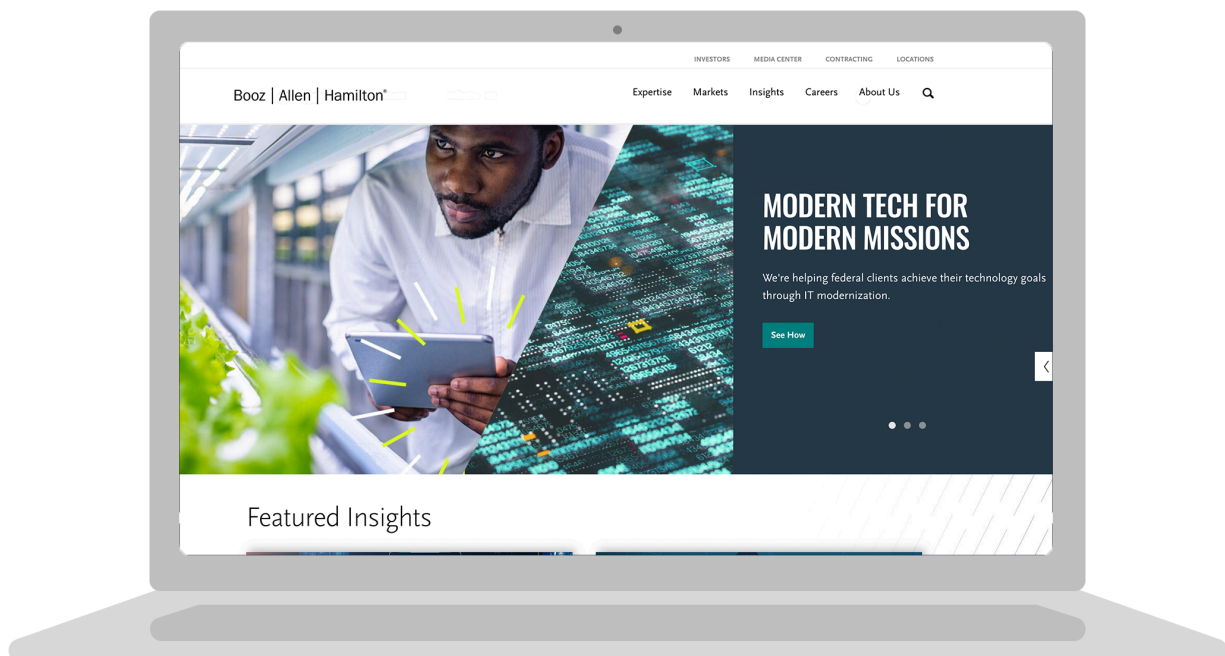 INVESTORS MEDIA CENTER CONTRACTING LOCATIONS
Booz | Allen | Hamilton®
Expertise Markets Insights Careers About Us
MODERN TECH FOR
MODERN MISSIONS
We're helping federal clients achieve their technology goals
through IT modernization.
See How
Featured Insights